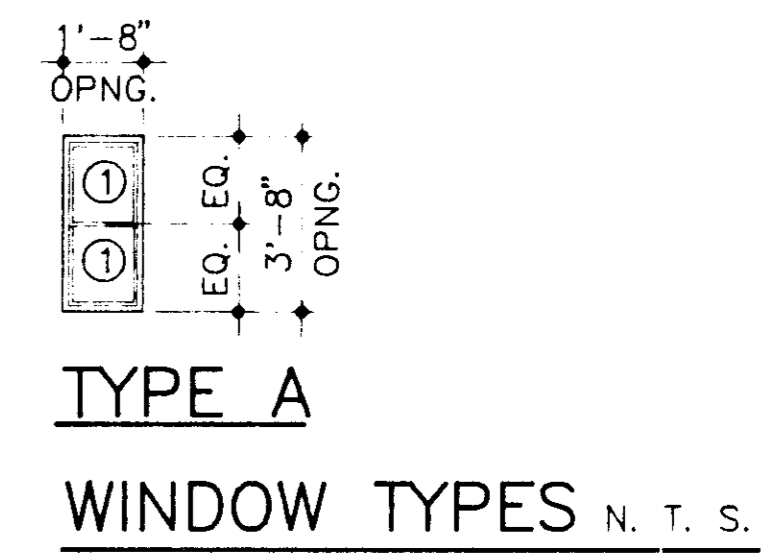 1'-8"
OPNG.
1
1
EQ. EQ.
3'-8"
OPNG.
TYPE A
WINDOW TYPES N. T. S.